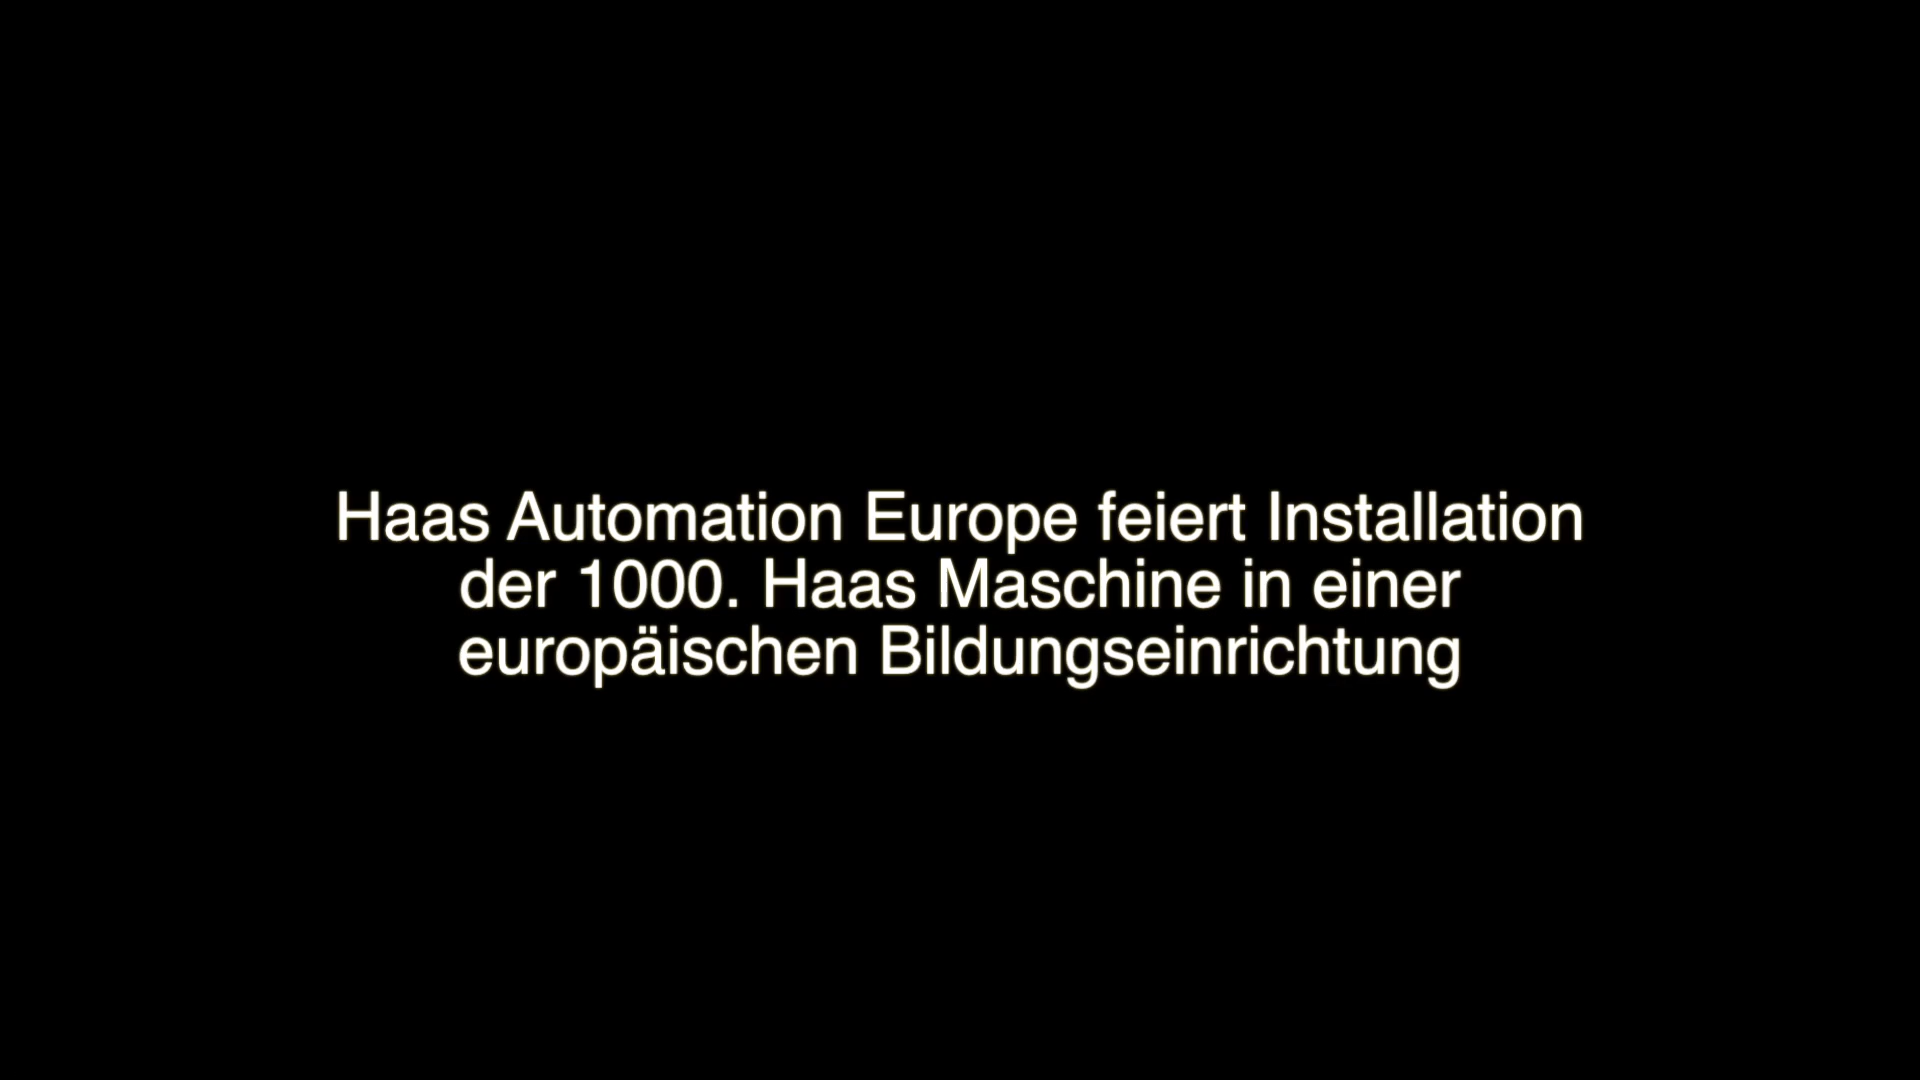 Haas Automation Europe feiert Installation
der 1000. Haas Maschine in einer
europäischen Bildungseinrichtung